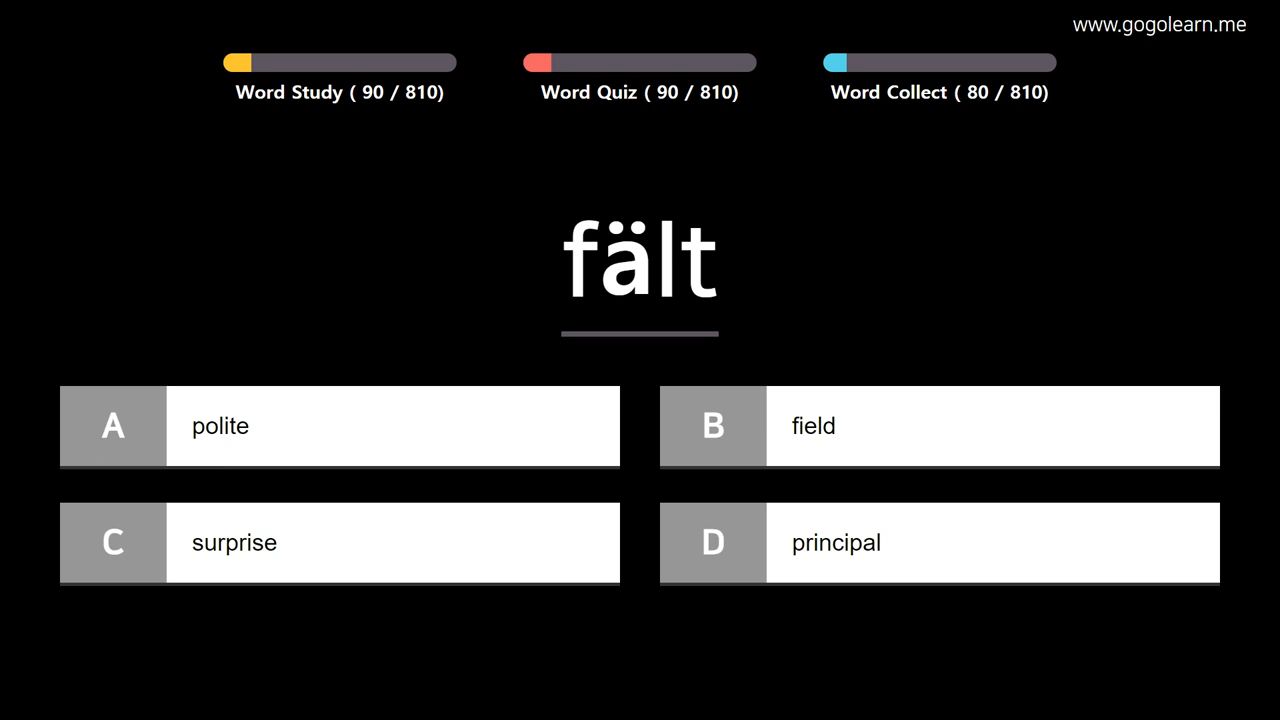 www.gogolearn.me
Word Study ( 90 / 810)
Word Quiz ( 90 / 810)
Word Collect ( 80 / 810)
fält
A polite
B field
C surprise
D principal